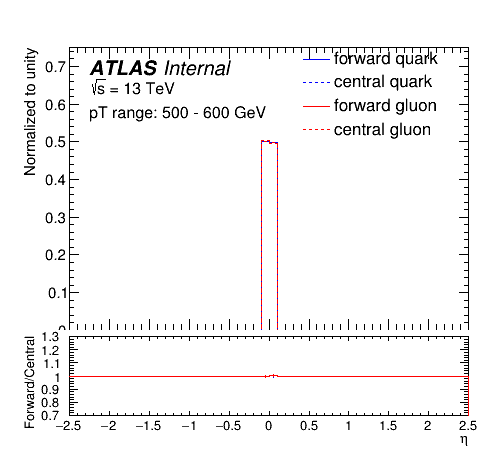 ATLAS Internal
√s = 13 TeV
pT range: 500 - 600 GeV
forward quark
central quark
forward gluon
central gluon
Normalized to unity
0.7
0.6
0.5
0.4
0.3
0.2
0.1
0
Forward/Central
1.3
1.2
1.1
1
0.9
0.8
0.7
−2.5 −2 −1.5 −1 −0.5 0 0.5 1 1.5 2 2.5
η